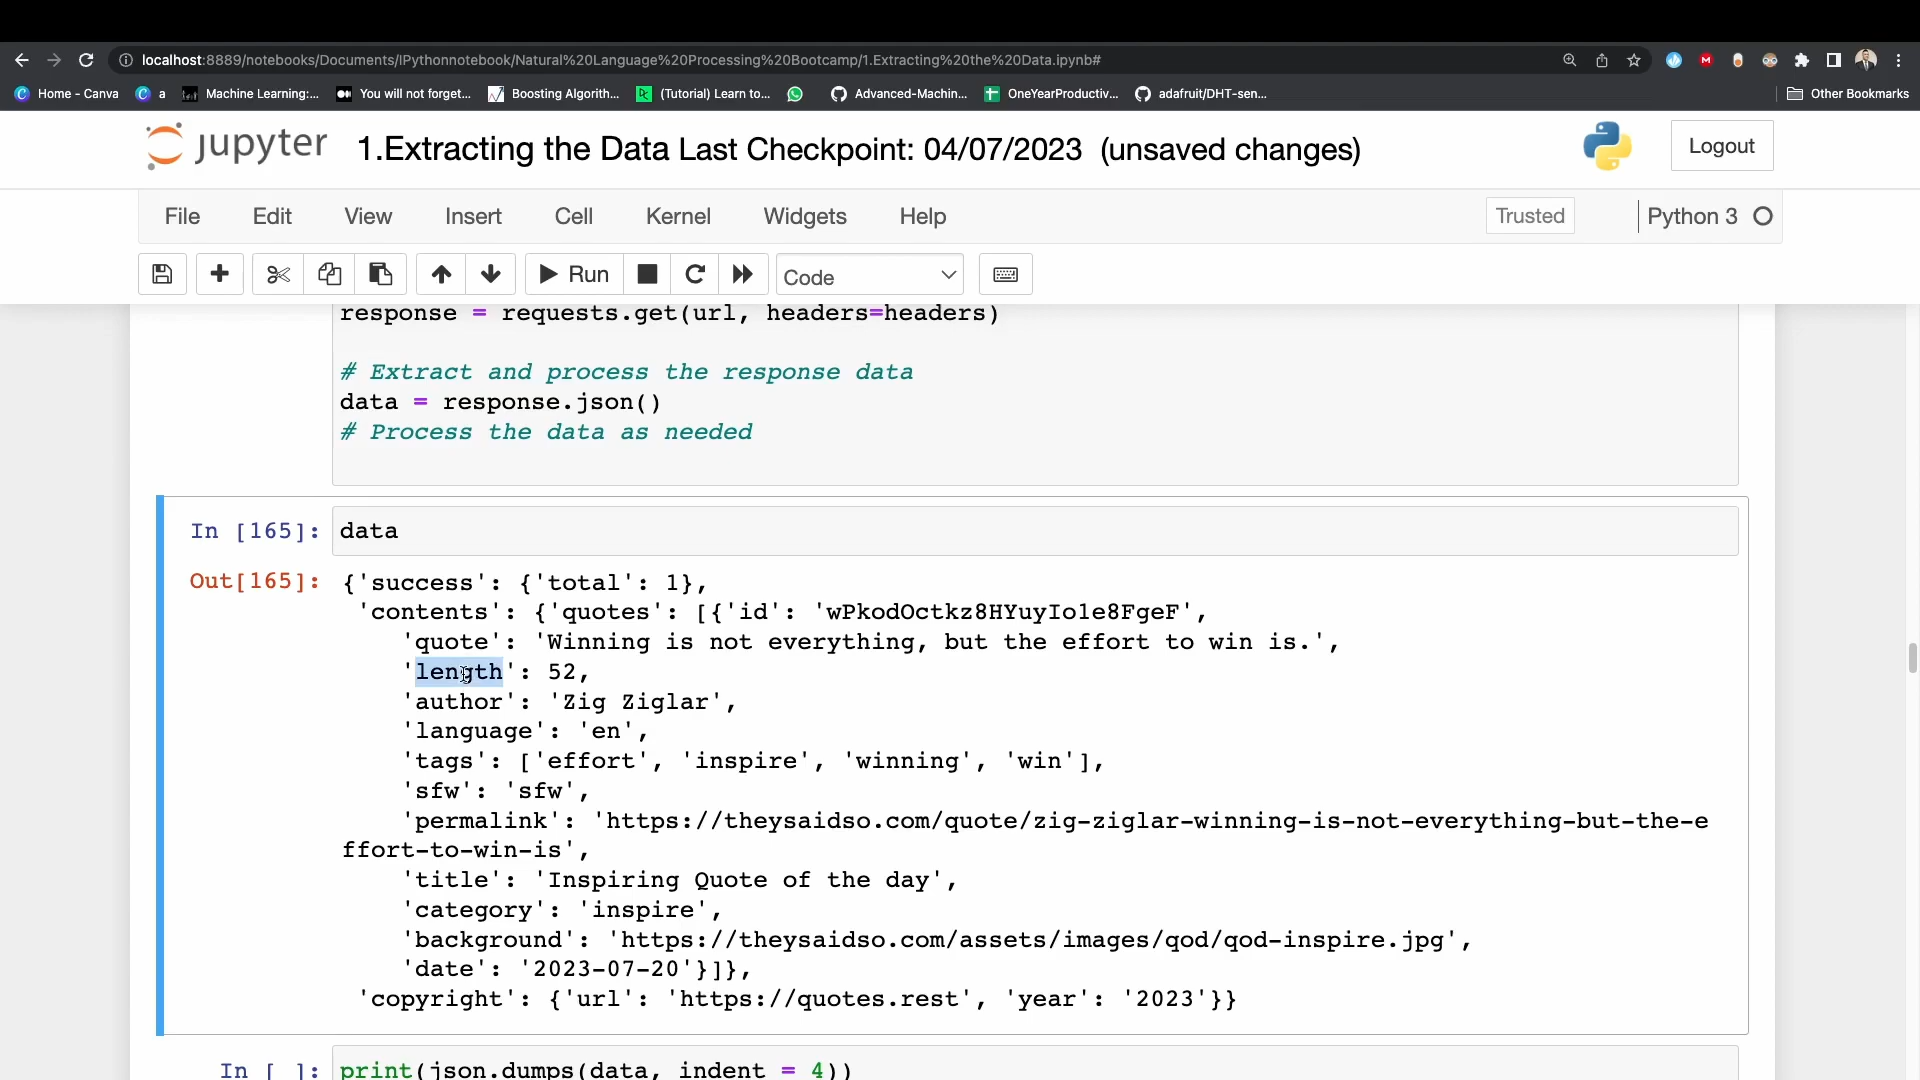 localhost:8889/notebooks/Documents/IPythonnotebook/Natural%20Language%20Processing%20Bootcamp/1.Extracting%20the%20Data.ipynb#
Home - Canva a Machine Learning:... You will not forget... Boosting Algorith... (Tutorial) Learn to... Advanced-Machin... OneYearProductiv... adafruit/DHT-sen... Other Bookmarks
jupyter 1.Extracting the Data Last Checkpoint: 04/07/2023 (unsaved changes) Logout
File Edit View Insert Cell Kernel Widgets Help Trusted Python 3
Run Code
response = requests.get(url, headers=headers)
# Extract and process the response data
data = response.json()
# Process the data as needed
In [165]: data
Out[165]: {'success': {'total': 1},
'contents': {'quotes': [{'id': 'wPkodOctkz8HYuyIo1e8FgeF',
'quote': 'Winning is not everything, but the effort to win is.',
'length': 52,
'author': 'Zig Ziglar',
'language': 'en',
'tags': ['effort', 'inspire', 'winning', 'win'],
'sfw': 'sfw',
'permalink': 'https://theysaidso.com/quote/zig-ziglar-winning-is-not-everything-but-the-e
ffort-to-win-is',
'title': 'Inspiring Quote of the day',
'category': 'inspire',
'background': 'https://theysaidso.com/assets/images/qod/qod-inspire.jpg',
'date': '2023-07-20'}]},
'copyright': {'url': 'https://quotes.rest', 'year': '2023'}}
In [ ]: print(json.dumps(data, indent = 4))